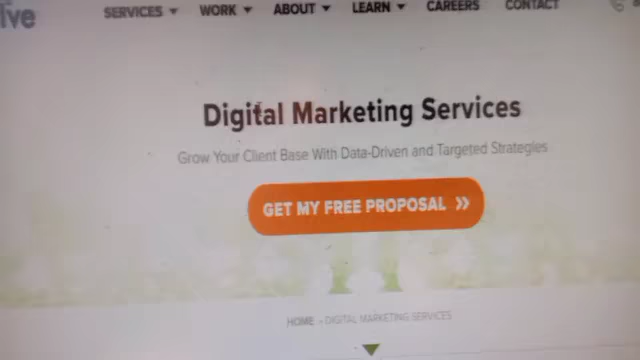 ive
SERVICES WORK ABOUT LEARN CAREERS CONTACT
Digital Marketing Services
Grow Your Client Base With Data-Driven and Targeted Strategies
GET MY FREE PROPOSAL »
HOME » DIGITAL MARKETING SERVICES